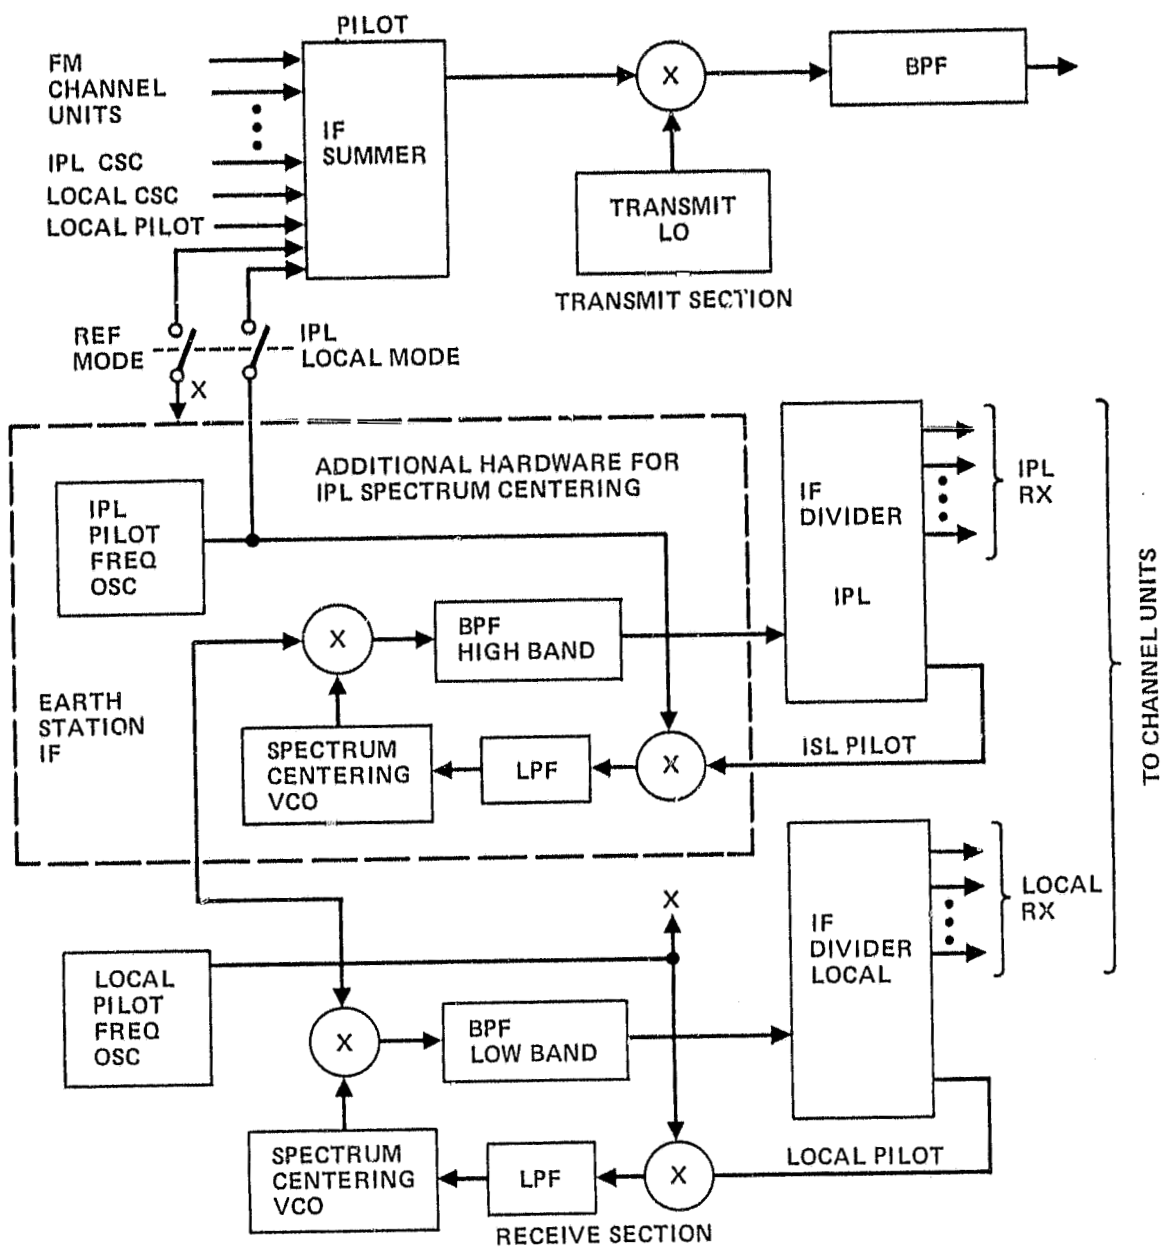 PILOT
FM
CHANNEL
UNITS
IPL CSC
LOCAL CSC
LOCAL PILOT
IF
SUMMER
X
BPF
TRANSMIT
LO
TRANSMIT SECTION
REF
MODE
IPL
LOCAL MODE
X
ADDITIONAL HARDWARE FOR
IPL SPECTRUM CENTERING
IPL
PILOT
FREQ
OSC
X
BPF
HIGH BAND
IF
DIVIDER
IPL
IPL
RX
EARTH
STATION
IF
SPECTRUM
CENTERING
VCO
LPF
X
ISL PILOT
TO CHANNEL UNITS
X
LOCAL
PILOT
FREQ
OSC
X
BPF
LOW BAND
IF
DIVIDER
LOCAL
LOCAL
RX
SPECTRUM
CENTERING
VCO
LPF
X
LOCAL PILOT
RECEIVE SECTION